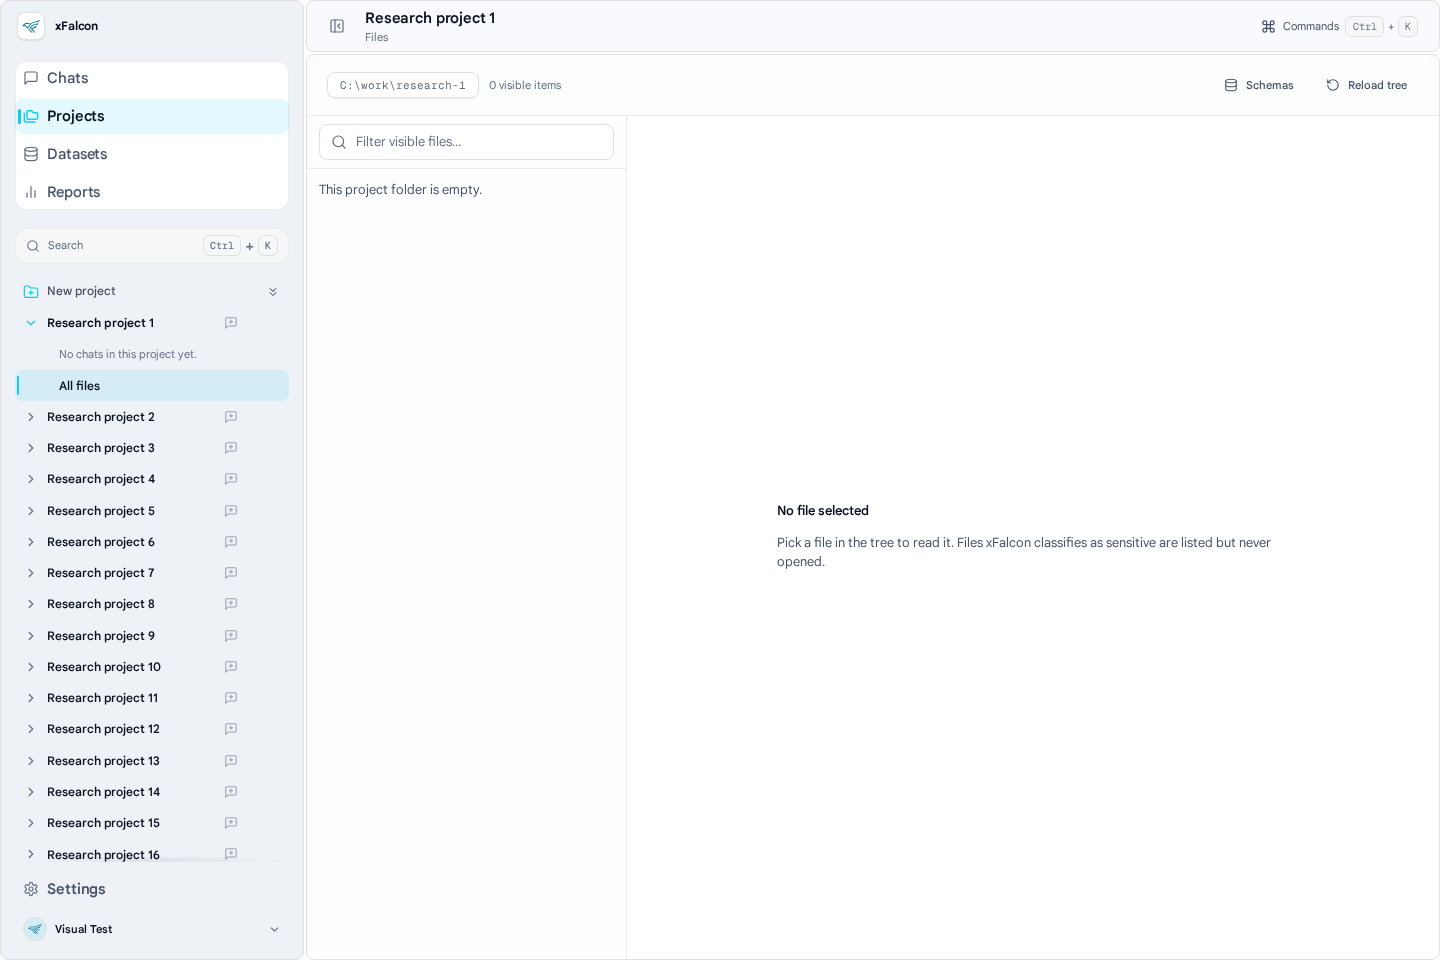 xFalcon
Chats
Projects
Datasets
Reports
Search Ctrl + K
New project
Research project 1
No chats in this project yet.
All files
Research project 2
Research project 3
Research project 4
Research project 5
Research project 6
Research project 7
Research project 8
Research project 9
Research project 10
Research project 11
Research project 12
Research project 13
Research project 14
Research project 15
Research project 16
Settings
Visual Test
Research project 1
Files
Commands Ctrl + K
C:\work\research-1 0 visible items
Schemas Reload tree
Filter visible files...
This project folder is empty.
No file selected
Pick a file in the tree to read it. Files xFalcon classifies as sensitive are listed but never
opened.